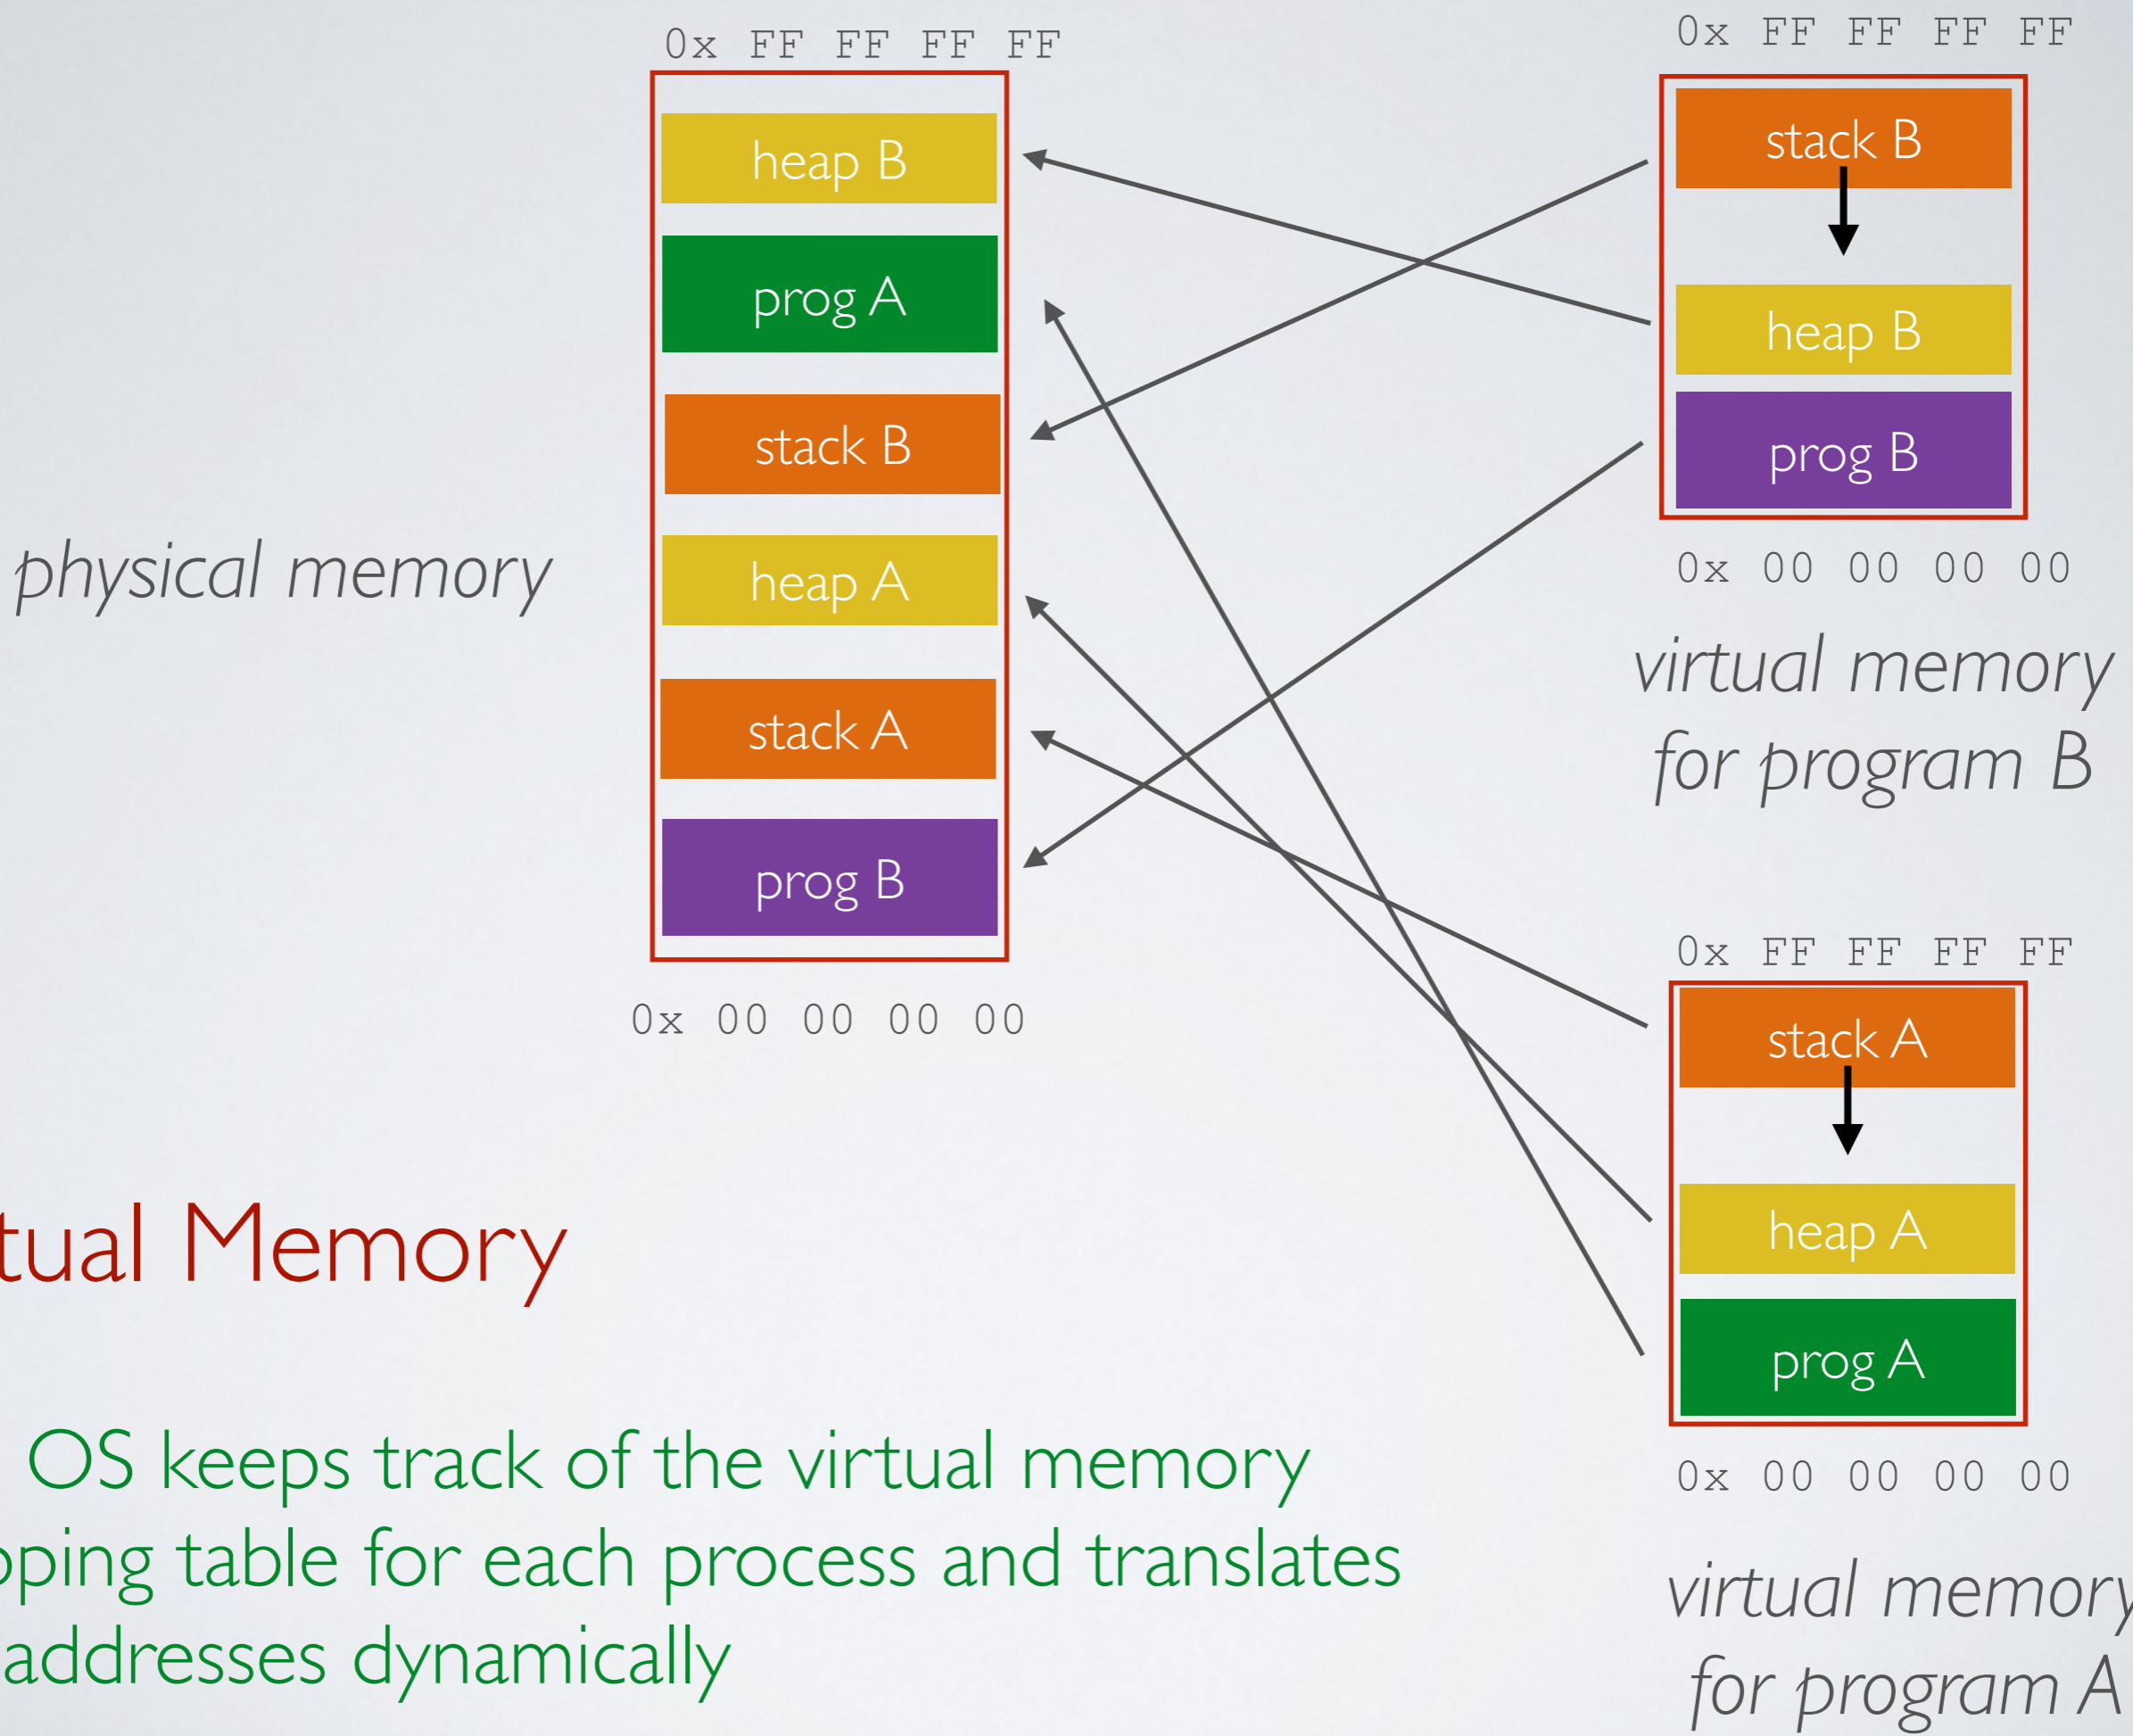 0x FF FF FF FF
heap B
prog A
stack B
heap A
stack A
prog B
0x 00 00 00 00
physical memory
0x FF FF FF FF
stack B
heap B
prog B
0x 00 00 00 00
virtual memory
for program B
0x FF FF FF FF
stack A
heap A
prog A
0x 00 00 00 00
virtual memory
for program A
tual Memory
OS keeps track of the virtual memory
pping table for each process and translates
addresses dynamically